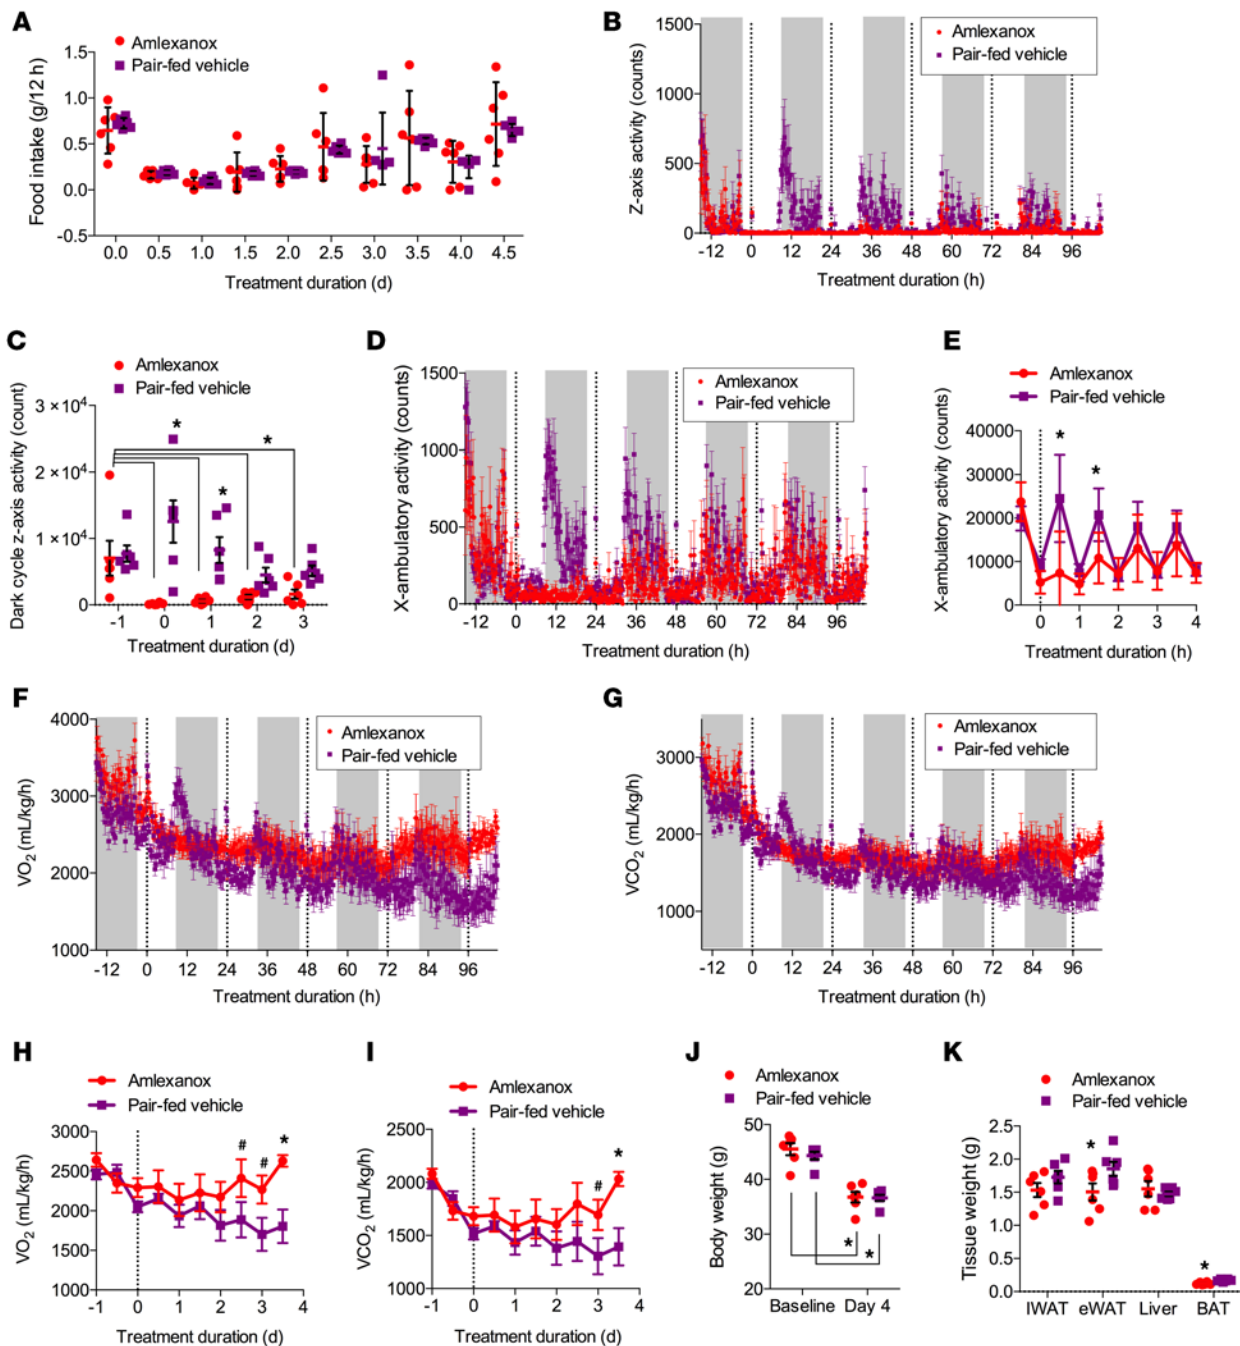 A
Amlexanox
Pair-fed vehicle
Food intake (g/12 h)
1.5
1.0
0.5
0.0
-0.5
0.0 0.5 1.0 1.5 2.0 2.5 3.0 3.5 4.0 4.5
Treatment duration (d)
B
Amlexanox
Pair-fed vehicle
Z-axis activity (counts)
1500
1000
500
0
-12 0 12 24 36 48 60 72 84 96
Treatment duration (h)
C
Amlexanox
Pair-fed vehicle
Dark cycle z-axis activity (count)
3 × 10⁴
2 × 10⁴
1 × 10⁴
0
* * *
-1 0 1 2 3
Treatment duration (d)
D
Amlexanox
Pair-fed vehicle
X-ambulatory activity (counts)
1500
1000
500
0
-12 0 12 24 36 48 60 72 84 96
Treatment duration (h)
E
Amlexanox
Pair-fed vehicle
X-ambulatory activity (counts)
40000
30000
20000
10000
0
* *
0 1 2 3 4
Treatment duration (h)
F
Amlexanox
Pair-fed vehicle
VO₂ (mL/kg/h)
4000
3000
2000
1000
-12 0 12 24 36 48 60 72 84 96
Treatment duration (h)
G
Amlexanox
Pair-fed vehicle
VCO₂ (mL/kg/h)
3000
2000
1000
-12 0 12 24 36 48 60 72 84 96
Treatment duration (h)
H
Amlexanox
Pair-fed vehicle
VO₂ (mL/kg/h)
3000
2500
2000
1500
1000
# # *
-1 0 1 2 3 4
Treatment duration (d)
I
Amlexanox
Pair-fed vehicle
VCO₂ (mL/kg/h)
2500
2000
1500
1000
# *
-1 0 1 2 3 4
Treatment duration (d)
J
Amlexanox
Pair-fed vehicle
Body weight (g)
50
40
30
20
* *
Baseline Day 4
K
Amlexanox
Pair-fed vehicle
Tissue weight (g)
2.5
2.0
1.5
1.0
0.5
0.0
* *
IWAT eWAT Liver BAT